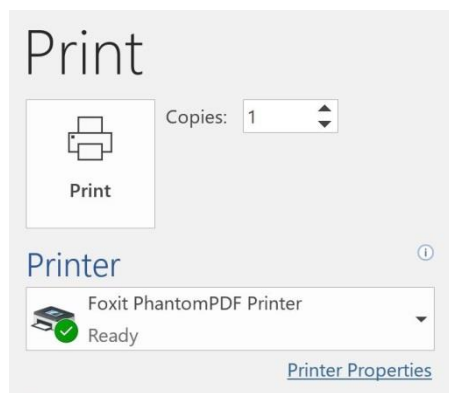 Print
Copies: 1
Print
Printer
Foxit PhantomPDF Printer
Ready
Printer Properties